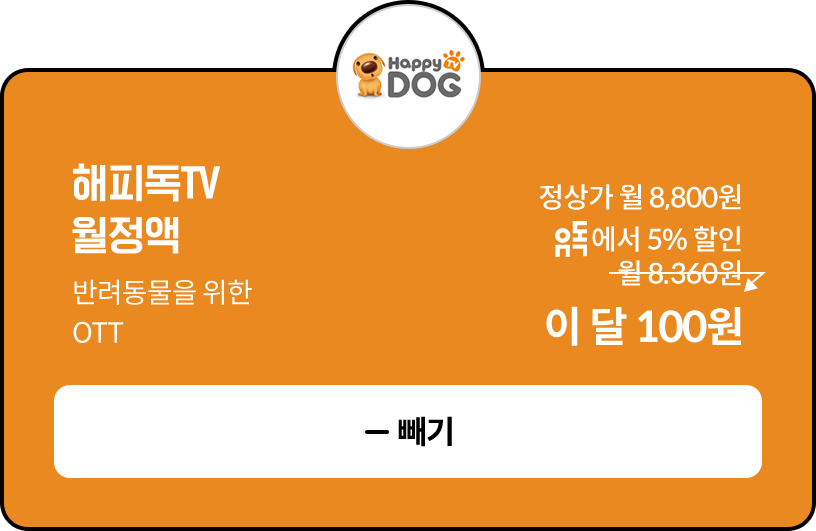 Happy TV
DOG
해피독TV
월정액
반려동물을 위한
OTT
정상가 월 8,800원
유독에서 5% 할인
월 8.360원
이 달 100원
− 빼기